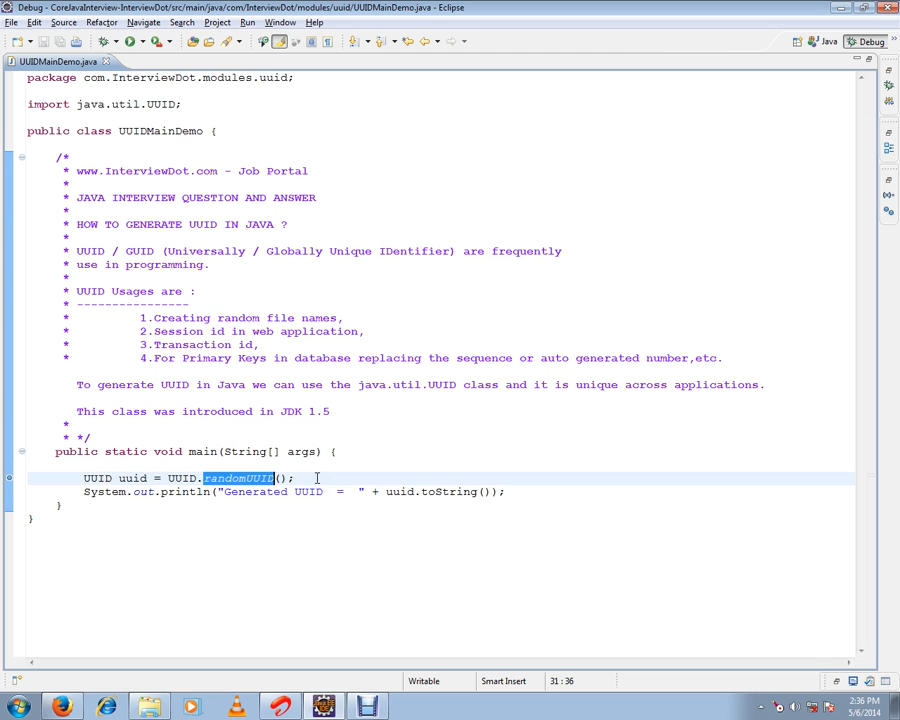 Debug - CoreJavaInterview-InterviewDot/src/main/java/com/InterviewDot/modules/uuid/UUIDMainDemo.java - Eclipse
File Edit Source Refactor Navigate Search Project Run Window Help
Java Debug
UUIDMainDemo.java
package com.InterviewDot.modules.uuid;
import java.util.UUID;
public class UUIDMainDemo {
/*
* www.InterviewDot.com - Job Portal
*
* JAVA INTERVIEW QUESTION AND ANSWER
*
* HOW TO GENERATE UUID IN JAVA ?
*
* UUID / GUID (Universally / Globally Unique IDentifier) are frequently
* use in programming.
*
* UUID Usages are :
* ----------------
* 1.Creating random file names,
* 2.Session id in web application,
* 3.Transaction id,
* 4.For Primary Keys in database replacing the sequence or auto generated number,etc.
To generate UUID in Java we can use the java.util.UUID class and it is unique across applications.
This class was introduced in JDK 1.5
*
* */
public static void main(String[] args) {
UUID uuid = UUID.randomUUID();
System.out.println("Generated UUID  =  " + uuid.toString());
}
}
Writable Smart Insert 31 : 36
2:36 PM
5/6/2014